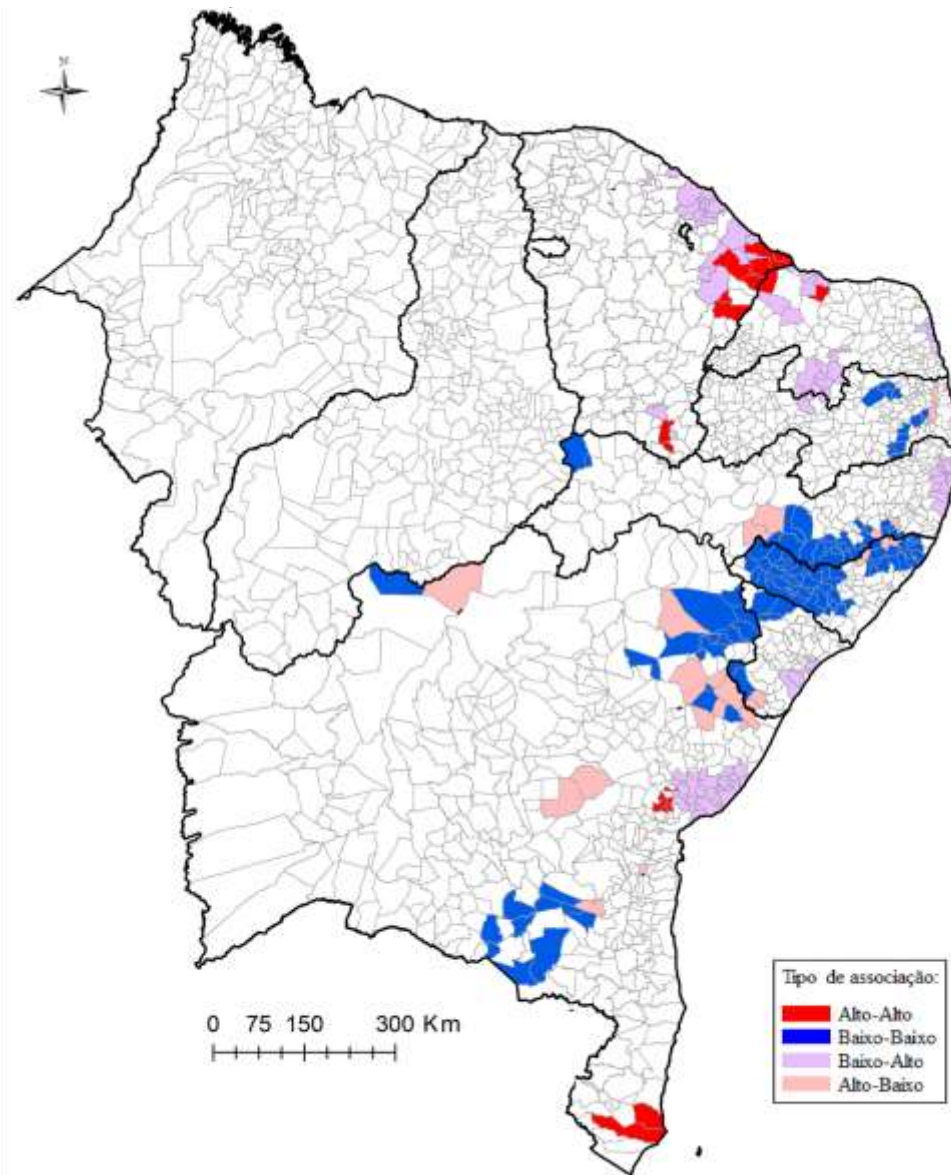 N
0 75 150 300 Km
Tipo de associação:
Alto-Alto
Baixo-Baixo
Baixo-Alto
Alto-Baixo